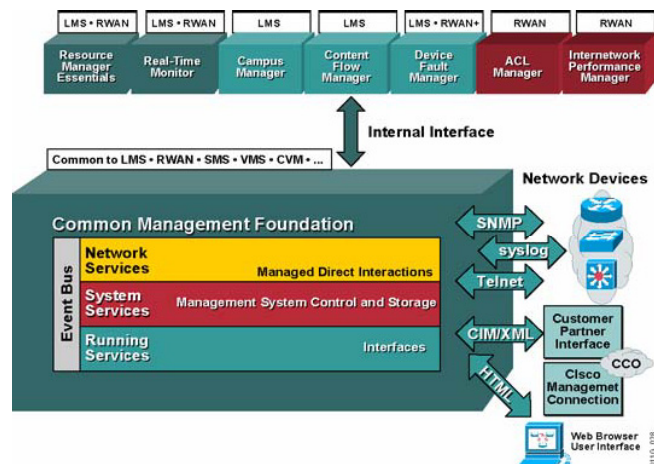 LMS • RWAN
LMS • RWAN
LMS
LMS
LMS • RWAN+
RWAN
RWAN
Resource
Manager
Essentials
Real-Time
Monitor
Campus
Manager
Content
Flow
Manager
Device
Fault
Manager
ACL
Manager
Internetwork
Performance
Manager
Internal Interface
Common to LMS • RWAN • SMS • VMS • CVM • ...
Network Devices
Common Management Foundation
SNMP
syslog
Telnet
Event Bus
Network
Services
Managed Direct Interactions
System
Services
Management System Control and Storage
Running
Services
Interfaces
CIM/XML
Customer
Partner
Interface
CCO
CIsco
Managemet
Connection
HTML
Web Browser
User Interface